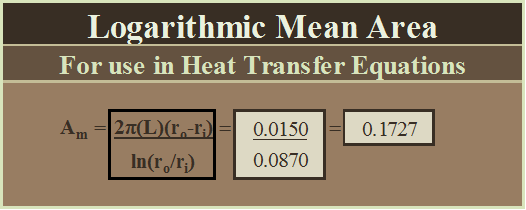 Logarithmic Mean Area
For use in Heat Transfer Equations
Aₘ = 2π(L)(rₒ-rᵢ) = 0.0150 = 0.1727
ln(rₒ/rᵢ) 0.0870